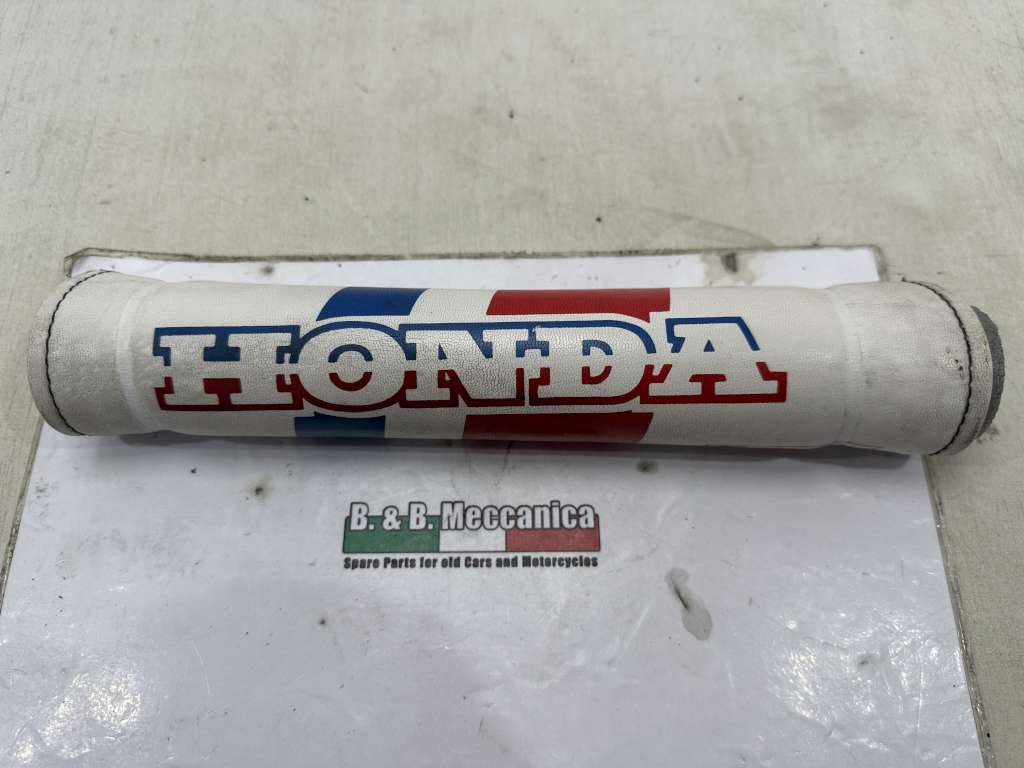 HONDA
B. & B. Meccanica
Spare Parts for old Cars and Motorcycles